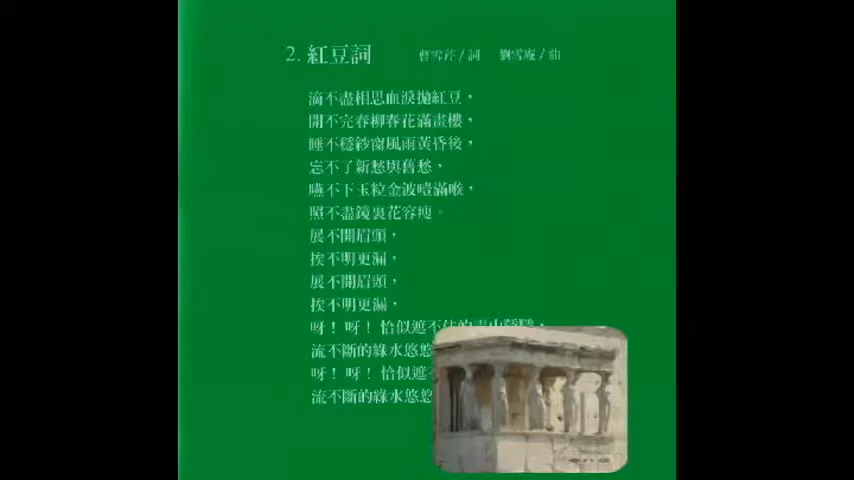 2. 紅豆詞 曹雪芹/詞 劉雪庵/曲
滴不盡相思血淚拋紅豆，
開不完春柳春花滿畫樓，
睡不穩紗窗風雨黃昏後，
忘不了新愁與舊愁，
嚥不下玉粒金波噎滿喉，
照不盡鏡裏花容瘦。
展不開眉頭，
挨不明更漏，
展不開眉頭，
挨不明更漏，
呀！呀！恰似遮不住的
流不斷的綠水悠悠
呀！呀！恰似遮不
流不斷的綠水悠悠